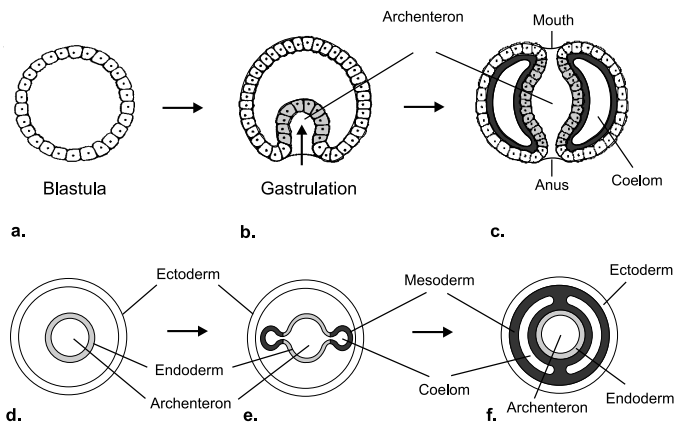 Archenteron
Mouth
Blastula
Gastrulation
Anus
Coelom
a.
b.
c.
Ectoderm
Mesoderm
Ectoderm
Endoderm
Coelom
Endoderm
Archenteron
Archenteron
d.
e.
f.